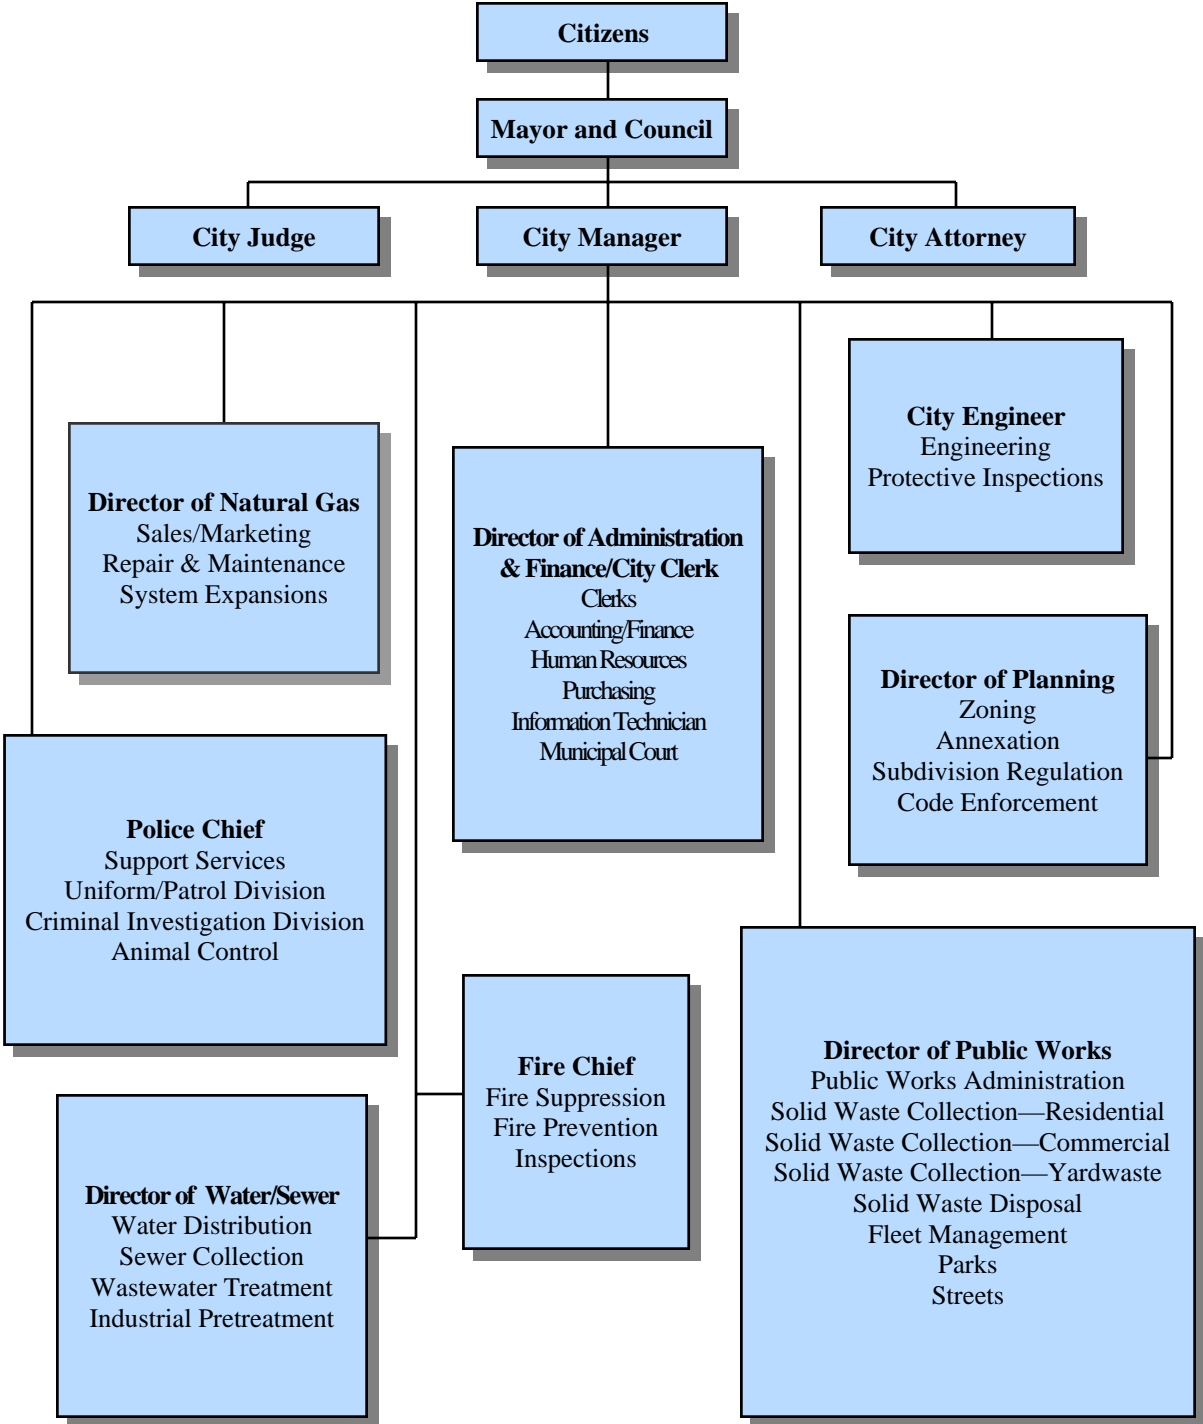 Citizens
Mayor and Council
City Judge
City Manager
City Attorney
City Engineer
Engineering
Protective Inspections
Director of Natural Gas
Sales/Marketing
Repair & Maintenance
System Expansions
Director of Administration
& Finance/City Clerk
Clerks
Accounting/Finance
Human Resources
Purchasing
Information Technician
Municipal Court
Director of Planning
Zoning
Annexation
Subdivision Regulation
Code Enforcement
Police Chief
Support Services
Uniform/Patrol Division
Criminal Investigation Division
Animal Control
Fire Chief
Fire Suppression
Fire Prevention
Inspections
Director of Public Works
Public Works Administration
Solid Waste Collection—Residential
Solid Waste Collection—Commercial
Solid Waste Collection—Yardwaste
Solid Waste Disposal
Fleet Management
Parks
Streets
Director of Water/Sewer
Water Distribution
Sewer Collection
Wastewater Treatment
Industrial Pretreatment